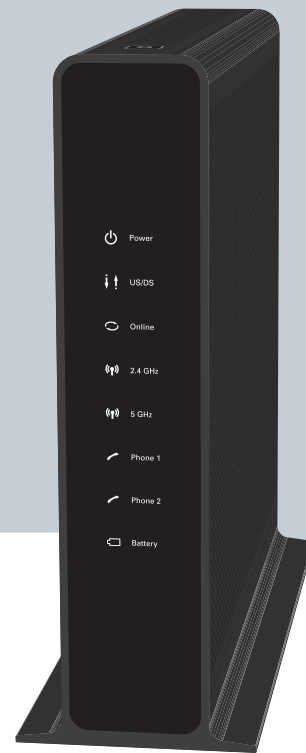 Power
US/DS
Online
2.4 GHz
5 GHz
Phone 1
Phone 2
Battery